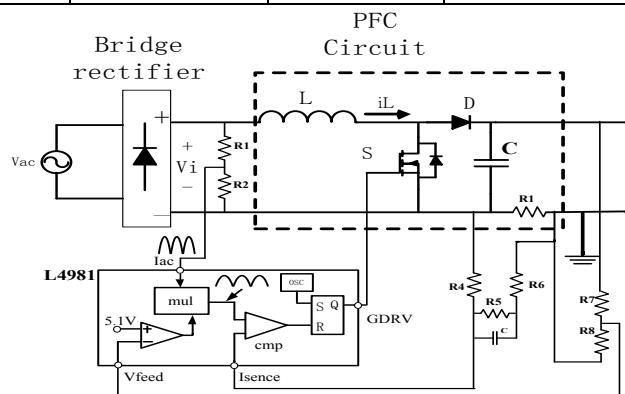 PFC
Circuit
Bridge
rectifier
L
iL
D
+
+
Vi
−
R1
R2
S
C
Vac
−
R1
Iac
L4981
mul
osc
S
Q
R
5.1V
+
−
cmp
GDRV
R4
R5
R6
C
R7
R8
Vfeed
Isence